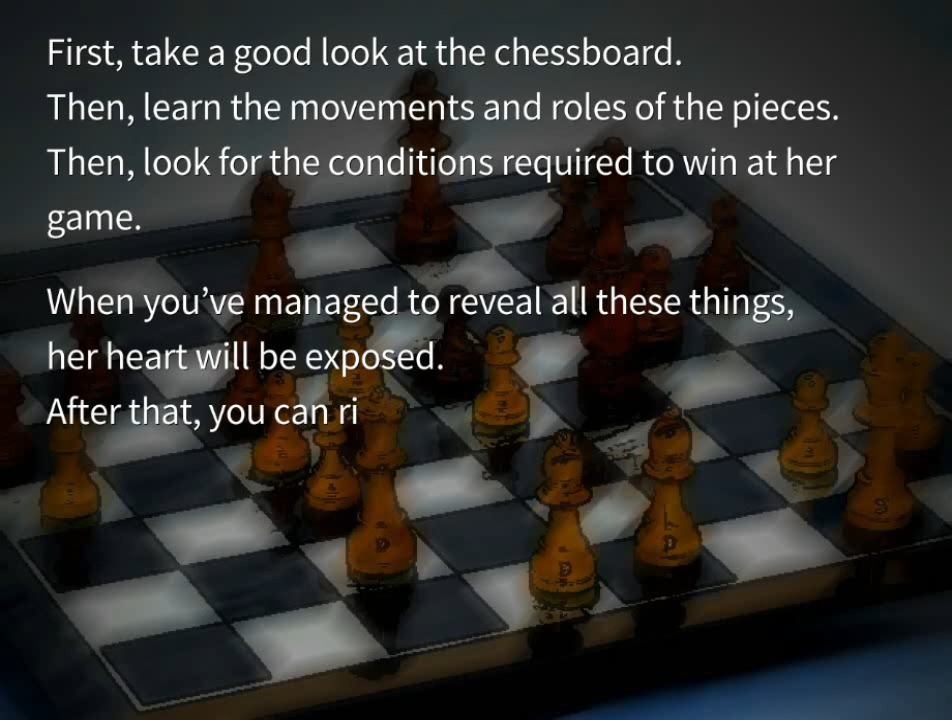 First, take a good look at the chessboard.
Then, learn the movements and roles of the pieces.
Then, look for the conditions required to win at her
game.
When you’ve managed to reveal all these things,
her heart will be exposed.
After that, you can ri